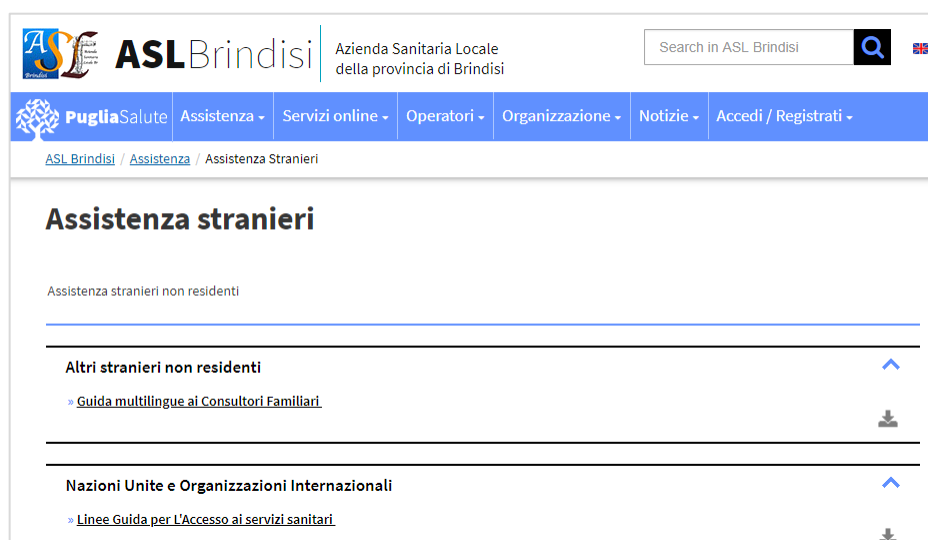 ASL Brindisi
ASLBrindisi
Azienda Sanitaria Locale
della provincia di Brindisi
Search in ASL Brindisi
PugliaSalute
Assistenza
Servizi online
Operatori
Organizzazione
Notizie
Accedi / Registrati
ASL Brindisi / Assistenza / Assistenza Stranieri
Assistenza stranieri
Assistenza stranieri non residenti
Altri stranieri non residenti
» Guida multilingue ai Consultori Familiari
Nazioni Unite e Organizzazioni Internazionali
» Linee Guida per L'Accesso ai servizi sanitari